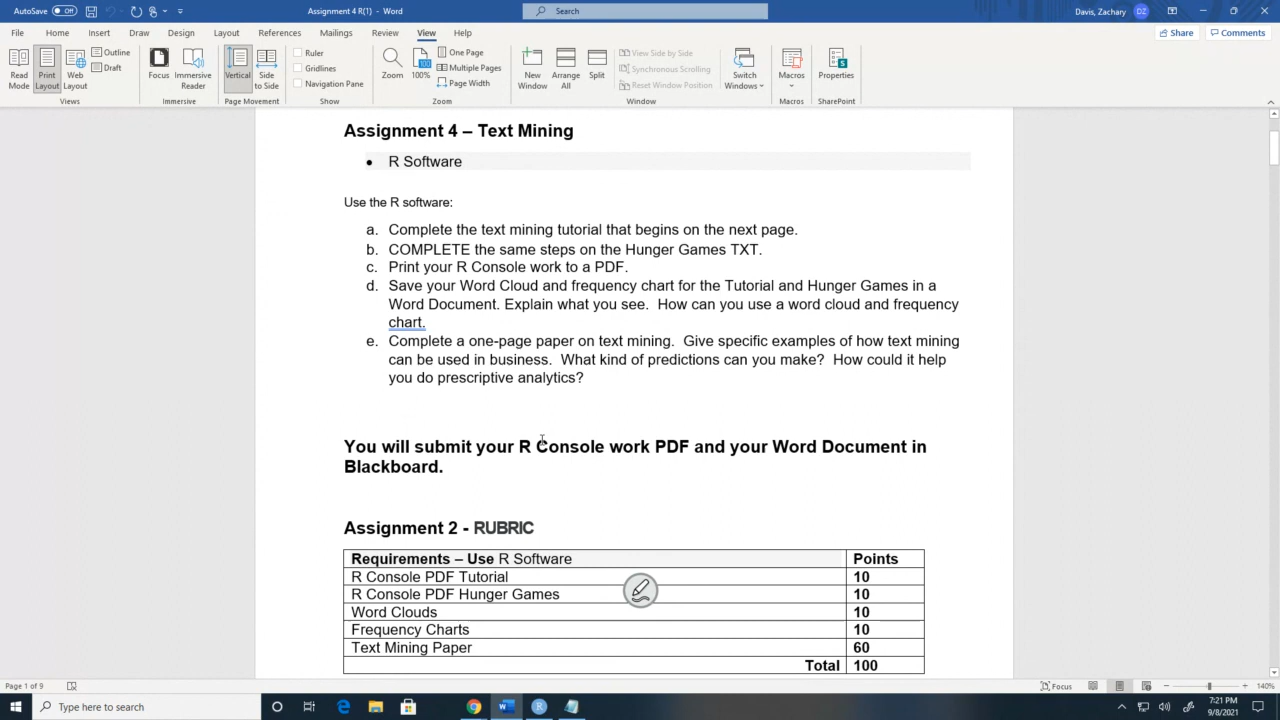 AutoSave Off Assignment 4 R(1) - Word Search Davis, Zachary DZ
File Home Insert Draw Design Layout References Mailings Review View Help Share Comments
Read Mode Print Layout Web Layout Outline Draft Focus Immersive Reader Vertical Side to Side Ruler Gridlines Navigation Pane Zoom 100 100% One Page Multiple Pages Page Width New Window Arrange All Split View Side by Side Synchronous Scrolling Reset Window Position Switch Windows Macros Properties
Views Immersive Page Movement Show Zoom Window Macros SharePoint
Assignment 4 – Text Mining
• R Software
Use the R software:
a. Complete the text mining tutorial that begins on the next page.
b. COMPLETE the same steps on the Hunger Games TXT.
c. Print your R Console work to a PDF.
d. Save your Word Cloud and frequency chart for the Tutorial and Hunger Games in a
Word Document. Explain what you see. How can you use a word cloud and frequency
chart.
e. Complete a one-page paper on text mining. Give specific examples of how text mining
can be used in business. What kind of predictions can you make? How could it help
you do prescriptive analytics?
You will submit your R Console work PDF and your Word Document in
Blackboard.
Assignment 2 - RUBRIC
Requirements – Use R Software Points
R Console PDF Tutorial 10
R Console PDF Hunger Games 10
Word Clouds 10
Frequency Charts 10
Text Mining Paper 60
Total 100
Page 1 of 9 Focus 140%
Type here to search 7:21 PM
9/8/2021